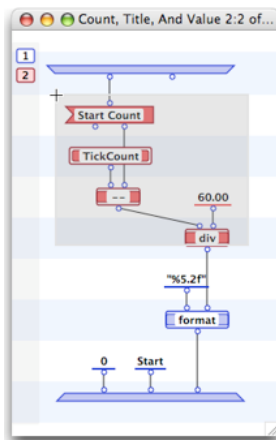 Count, Title, And Value 2:2 of...
1
2
Start Count
TickCount
--
60.00
div
"%5.2f"
format
0 Start